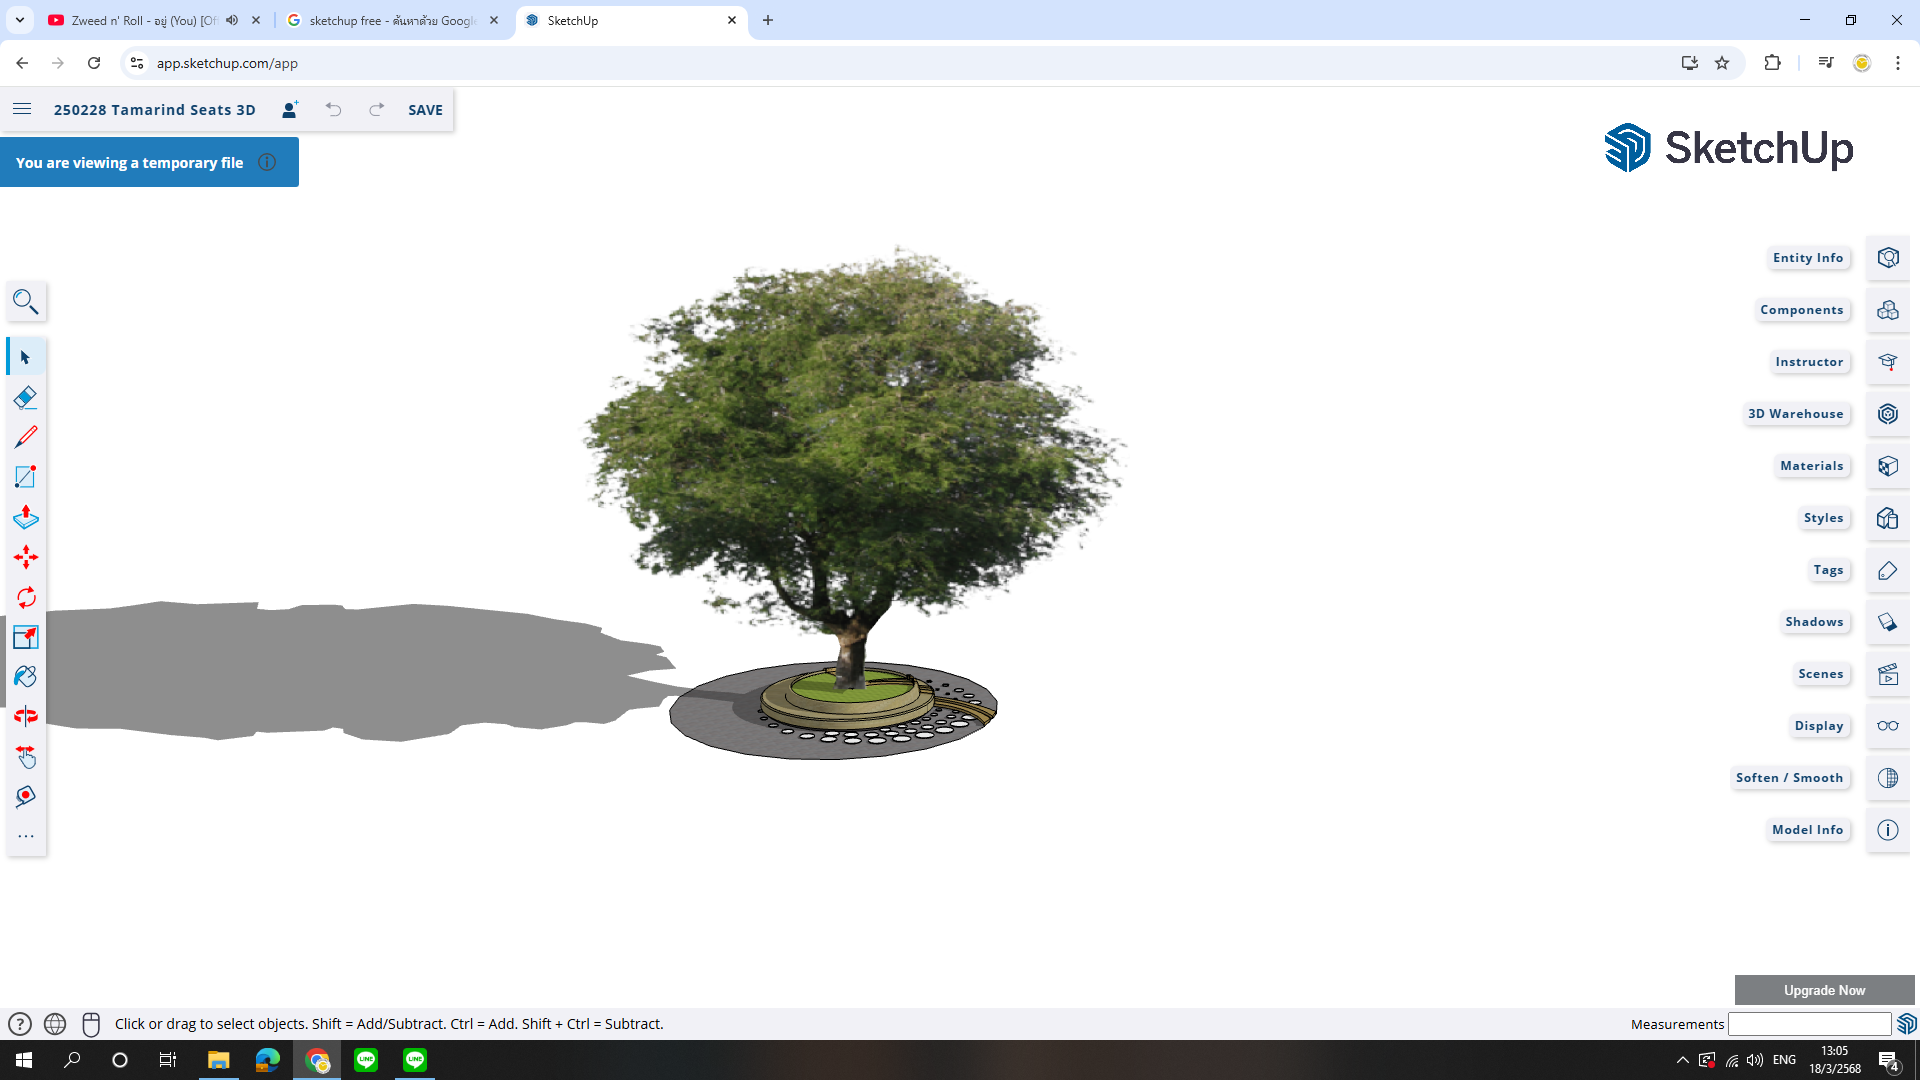 Zweed n' Roll - อยู่ (You) [Of
sketchup free - ค้นหาด้วย Google
SketchUp
app.sketchup.com/app
250228 Tamarind Seats 3D
SAVE
You are viewing a temporary file
SketchUp
Entity Info
Components
Instructor
3D Warehouse
Materials
Styles
Tags
Shadows
Scenes
Display
Soften / Smooth
Model Info
Upgrade Now
Click or drag to select objects. Shift = Add/Subtract. Ctrl = Add. Shift + Ctrl = Subtract.
Measurements
ENG
13:05
18/3/2568
4